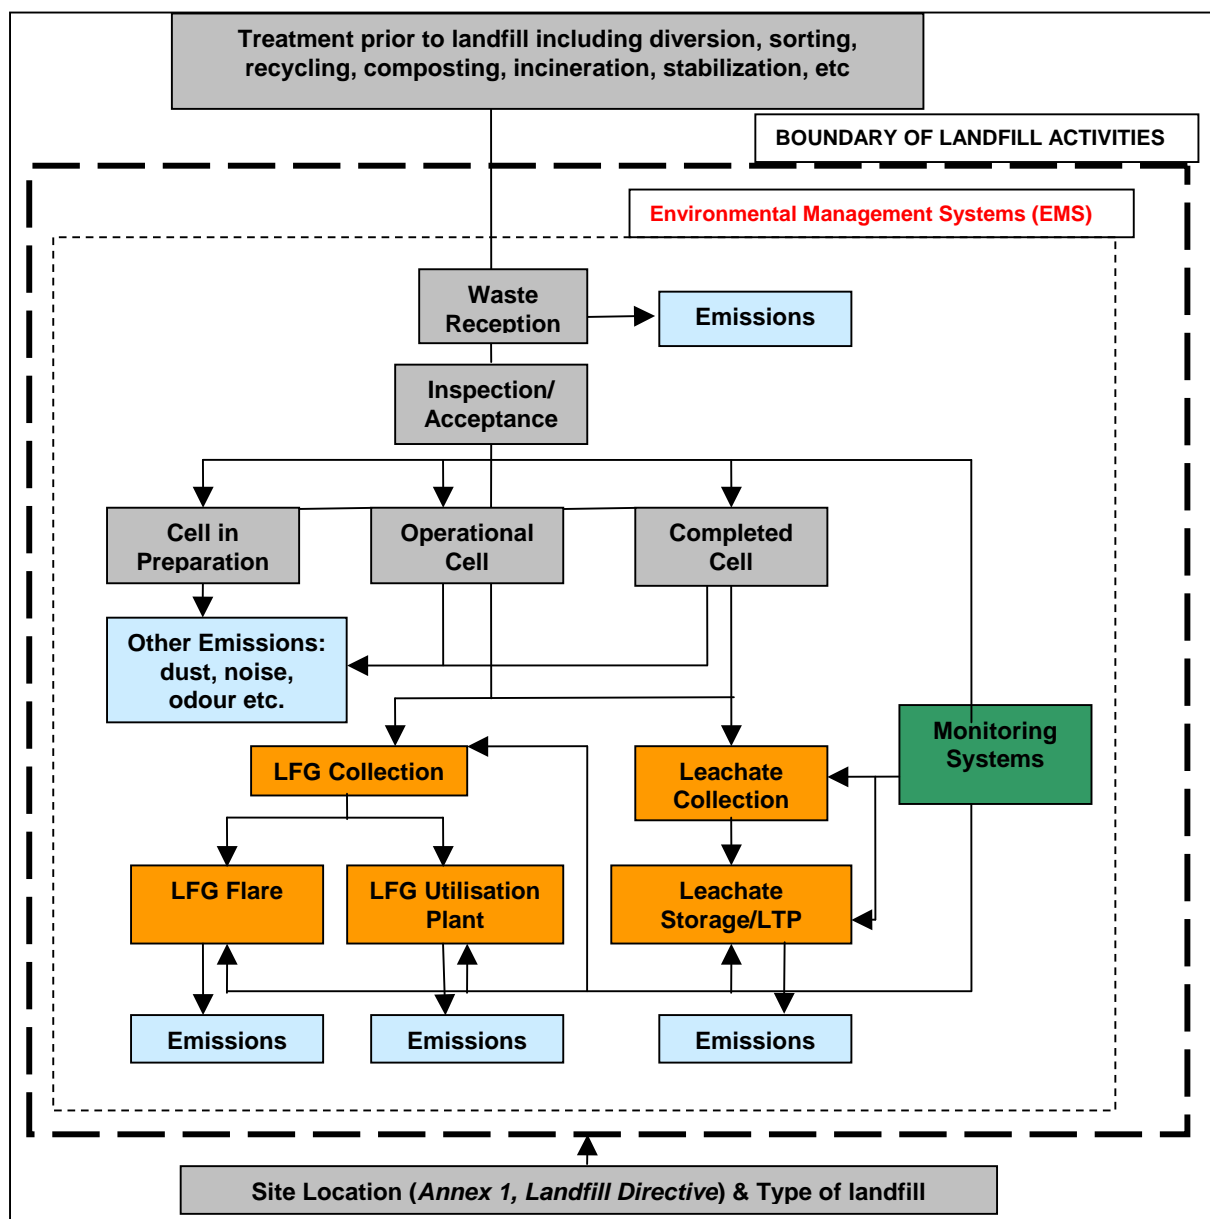 Treatment prior to landfill including diversion, sorting,
recycling, composting, incineration, stabilization, etc
BOUNDARY OF LANDFILL ACTIVITIES
Environmental Management Systems (EMS)
Waste
Reception
Emissions
Inspection/
Acceptance
Cell in
Preparation
Operational
Cell
Completed
Cell
Other Emissions:
dust, noise,
odour etc.
Monitoring
Systems
LFG Collection
Leachate
Collection
LFG Flare
LFG Utilisation
Plant
Leachate
Storage/LTP
Emissions
Emissions
Emissions
Site Location (Annex 1, Landfill Directive) & Type of landfill